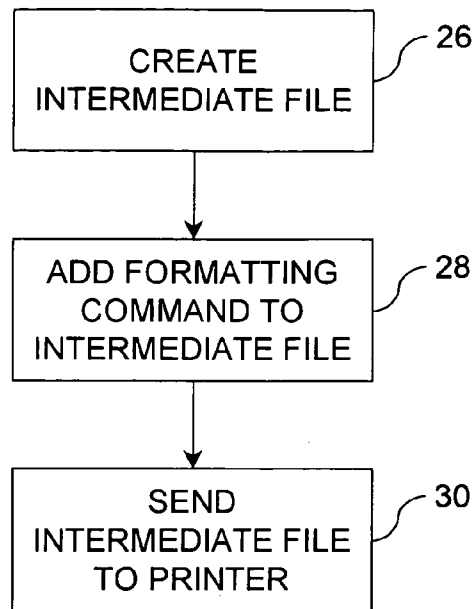 CREATE
INTERMEDIATE FILE
26
ADD FORMATTING
COMMAND TO
INTERMEDIATE FILE
28
SEND
INTERMEDIATE FILE
TO PRINTER
30